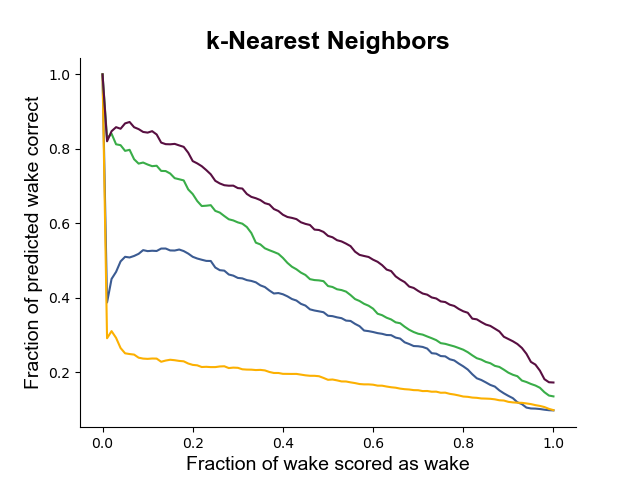 k-Nearest Neighbors
Fraction of predicted wake correct
1.0
0.8
0.6
0.4
0.2
0.0 0.2 0.4 0.6 0.8 1.0
Fraction of wake scored as wake